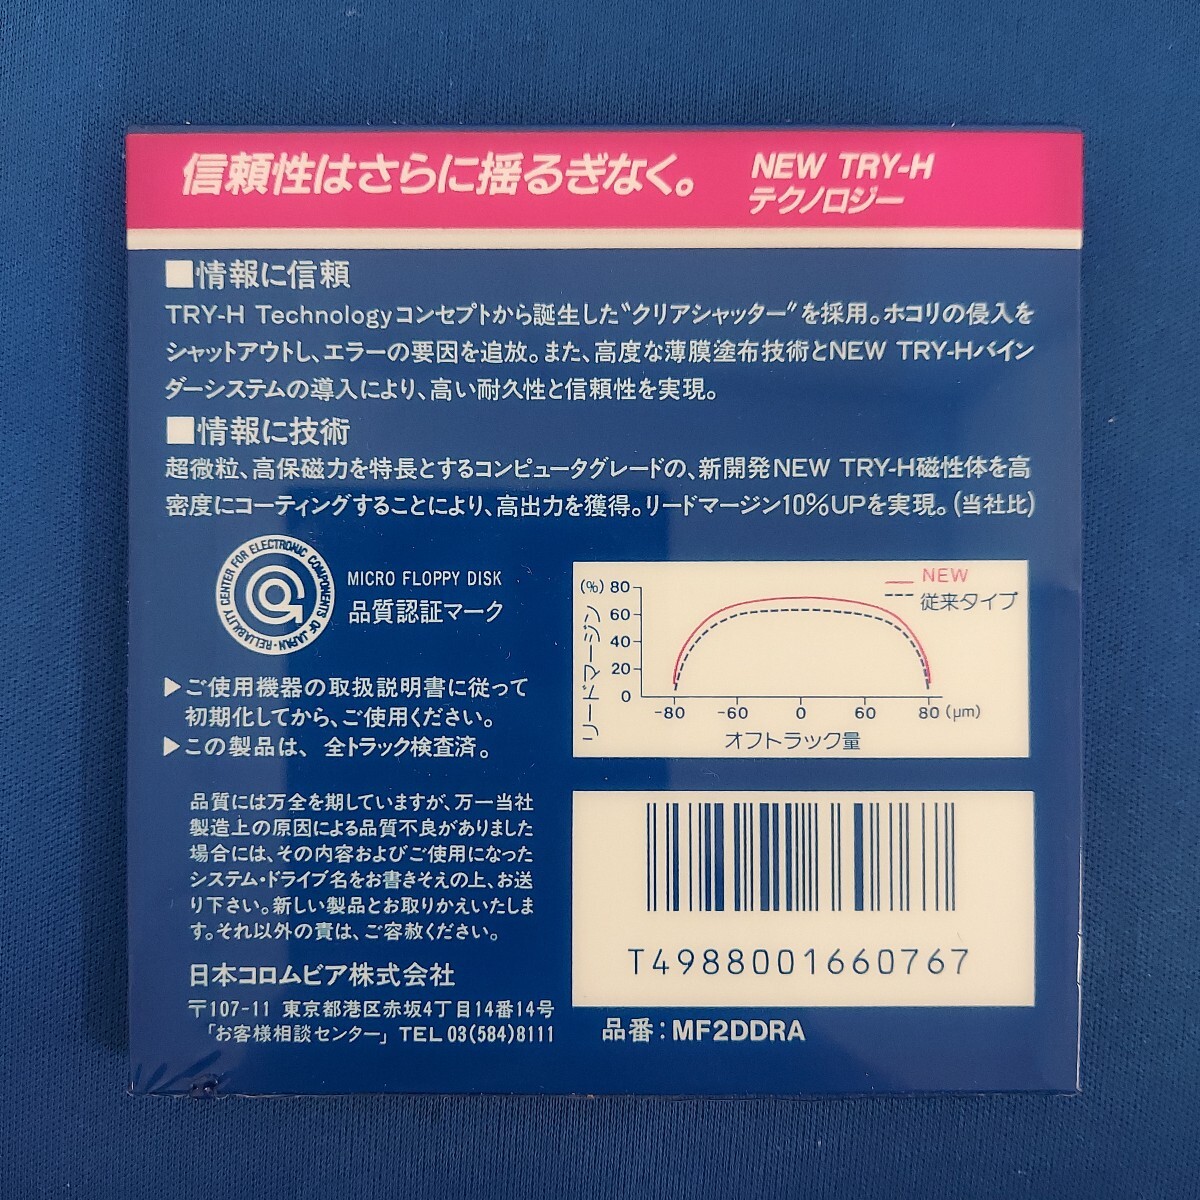 信頼性はさらに揺るぎなく。
NEW TRY-H
テクノロジー
■情報に信頼
TRY-H Technologyコンセプトから誕生した“クリアシャッター”を採用。ホコリの侵入を
シャットアウトし、エラーの要因を追放。また、高度な薄膜塗布技術とNEW TRY-Hバイン
ダーシステムの導入により、高い耐久性と信頼性を実現。
■情報に技術
超微粒、高保磁力を特長とするコンピュータグレードの、新開発NEW TRY-H磁性体を高
密度にコーティングすることにより、高出力を獲得。リードマージン10%UPを実現。(当社比)
RELIABILITY CENTER FOR ELECTRONIC COMPONENTS OF JAPAN
MICRO FLOPPY DISK
品質認証マーク
▶ご使用機器の取扱説明書に従って
初期化してから、ご使用ください。
▶この製品は、全トラック検査済。
(%)
80
60
40
20
0
リードマージン
NEW
従来タイプ
-80 -60 0 60 80 (μm)
オフトラック量
品質には万全を期していますが、万一当社
製造上の原因による品質不良がありました
場合には、その内容およびご使用になった
システム・ドライブ名をお書きそえの上、お送
り下さい。新しい製品とお取りかえいたしま
す。それ以外の責は、ご容赦ください。
日本コロムビア株式会社
〒107-11 東京都港区赤坂4丁目14番14号
「お客様相談センター」 TEL 03(584)8111
T4988001660767
品番：MF2DDRA